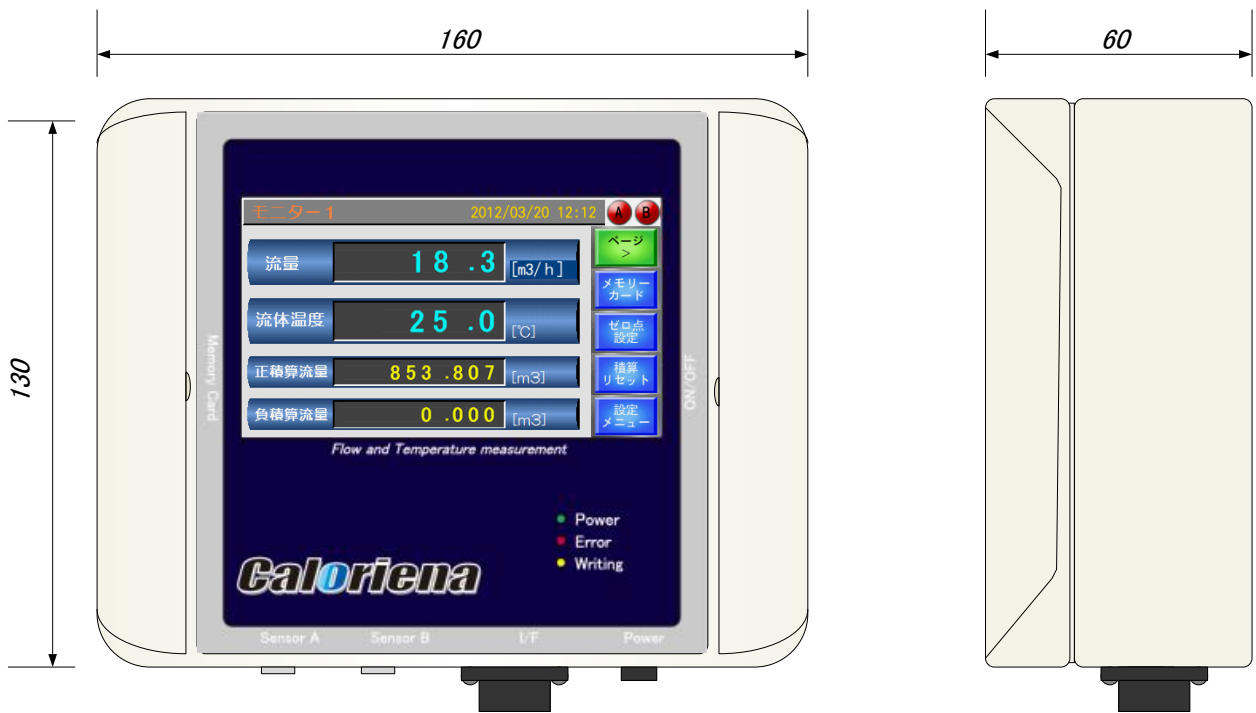 160
60
130
モニター1 2012/03/20 12:12 A B
流量 18.3 [m3/h]
流体温度 25.0 [℃]
正積算流量 853.807 [m3]
負積算流量 0.000 [m3]
ページ
>
メモリー
カード
ゼロ点
設定
積算
リセット
設定
メニュー
Memory Card
ON/OFF
Flow and Temperature measurement
Power
Error
Writing
Caloriena
Sensor A Sensor B I/F Power